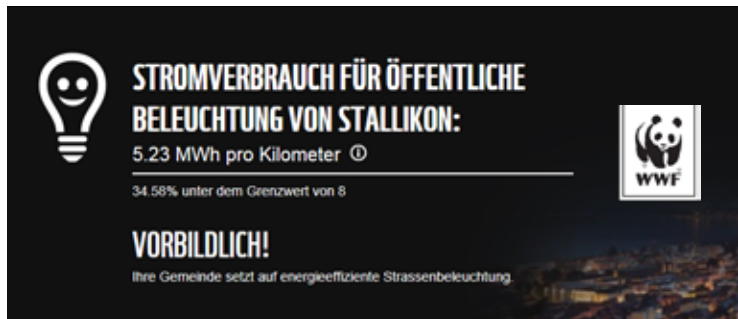 STROMVERBRAUCH FÜR ÖFFENTLICHE
BELEUCHTUNG VON STALLIKON:
5.23 MWh pro Kilometer ⓘ
34.58% unter dem Grenzwert von 8
WWF
VORBILDLICH!
Ihre Gemeinde setzt auf energieeffiziente Strassenbeleuchtung.